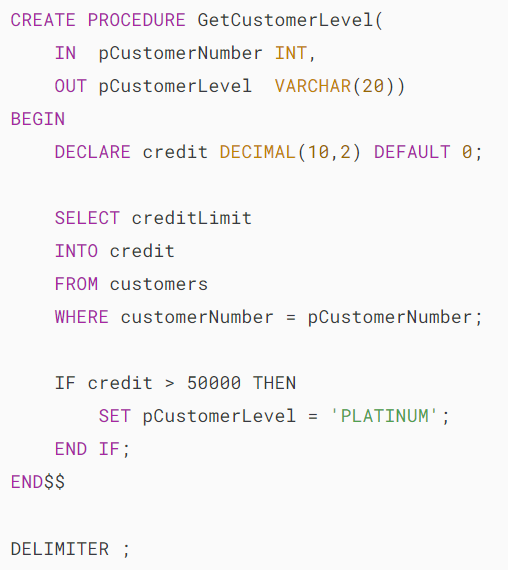 CREATE PROCEDURE GetCustomerLevel(
    IN  pCustomerNumber INT,
    OUT pCustomerLevel  VARCHAR(20))
BEGIN
    DECLARE credit DECIMAL(10,2) DEFAULT 0;

    SELECT creditLimit
    INTO credit
    FROM customers
    WHERE customerNumber = pCustomerNumber;

    IF credit > 50000 THEN
        SET pCustomerLevel = 'PLATINUM';
    END IF;
END$$

DELIMITER ;